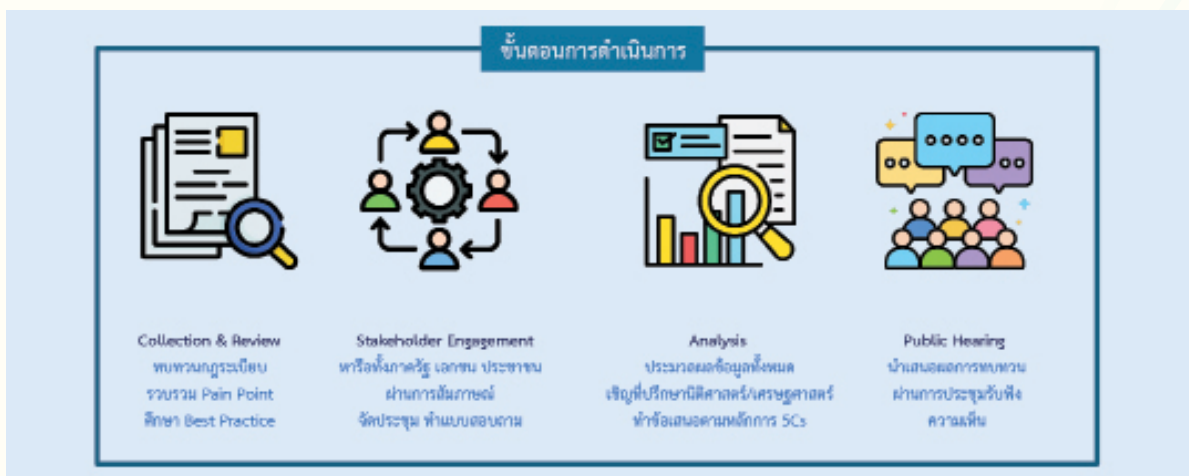 ขั้นตอนการดำเนินการ
Collection & Review
ทบทวนกฎระเบียบ
รวบรวม Pain Point
ศึกษา Best Practice
Stakeholder Engagement
หารือทั้งภาครัฐ เอกชน ประชาชน
ผ่านการสัมภาษณ์
จัดประชุม ทำแบบสอบถาม
Analysis
ประมวลผลข้อมูลทั้งหมด
เชิญที่ปรึกษานิติศาสตร์/เศรษฐศาสตร์
ทำข้อเสนอตามหลักการ 5Cs
Public Hearing
นำเสนอผลการทบทวน
ผ่านการประชุมรับฟัง
ความเห็น